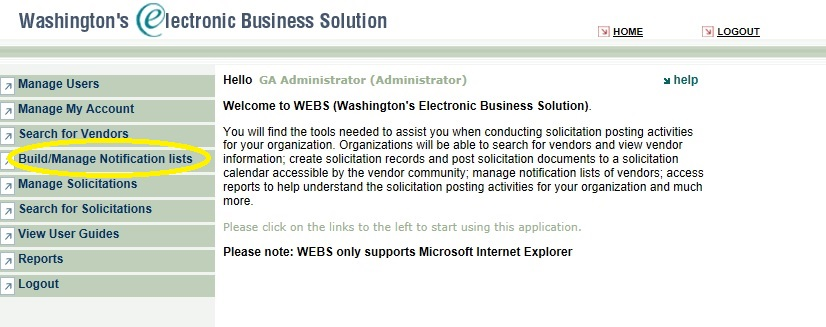 Washington's electronic Business Solution
HOME
LOGOUT
Manage Users
Manage My Account
Search for Vendors
Build/Manage Notification lists
Manage Solicitations
Search for Solicitations
View User Guides
Reports
Logout
Hello GA Administrator (Administrator)
help
Welcome to WEBS (Washington's Electronic Business Solution).
You will find the tools needed to assist you when conducting solicitation posting activities
for your organization. Organizations will be able to search for vendors and view vendor
information; create solicitation records and post solicitation documents to a solicitation
calendar accessible by the vendor community; manage notification lists of vendors; access
reports to help understand the solicitation posting activities for your organization and much
more.
Please click on the links to the left to start using this application.
Please note: WEBS only supports Microsoft Internet Explorer